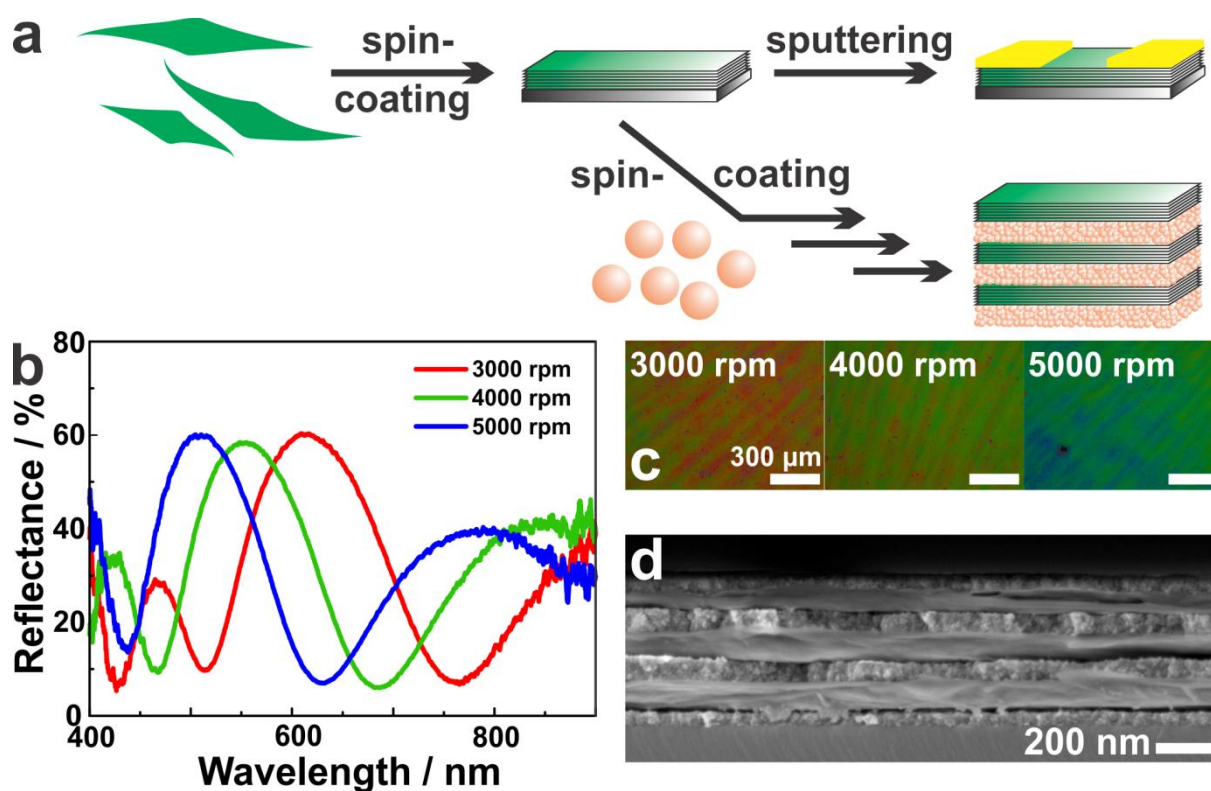 a
spin-
coating
sputtering
spin- coating
b
80
60
40
20
0
Reflectance / %
3000 rpm
4000 rpm
5000 rpm
400
600
800
Wavelength / nm
3000 rpm
4000 rpm
5000 rpm
c
300 µm
d
200 nm